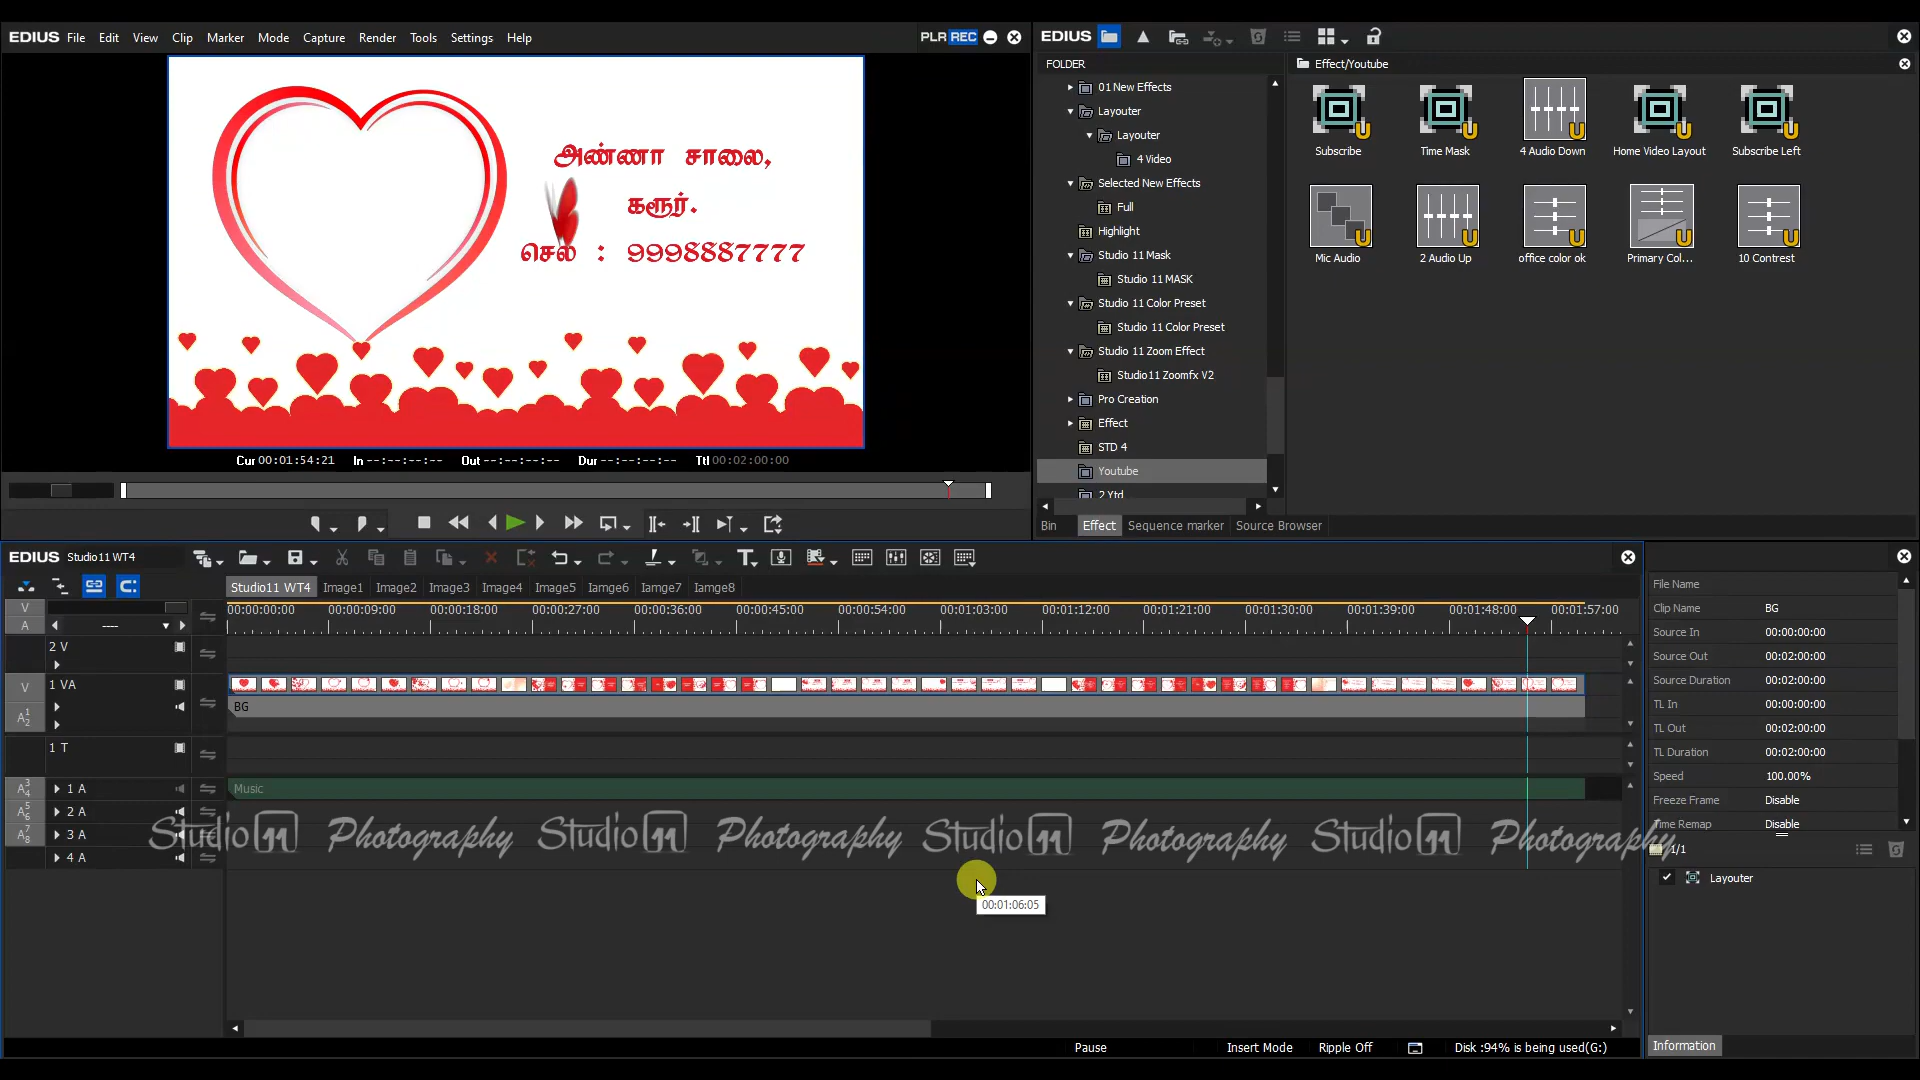 EDIUS File Edit View Clip Marker Mode Capture Render Tools Settings Help
PLR REC
அண்ணா சாலை,
கரூர்.
செல் : 9998887777
Cur 00:01:54:21 In --:--:--:-- Out --:--:--:-- Dur --:--:--:-- Ttl 00:02:00:00
EDIUS
FOLDER
Effect/Youtube
01 New Effects
Layouter
Layouter
4 Video
Selected New Effects
Full
Highlight
Studio 11 Mask
Studio 11 MASK
Studio 11 Color Preset
Studio 11 Color Preset
Studio 11 Zoom Effect
Studio11 Zoomfx V2
Pro Creation
Effect
STD 4
Youtube
2 Ytd
Subscribe
Time Mask
4 Audio Down
Home Video Layout
Subscribe Left
Mic Audio
2 Audio Up
office color ok
Primary Col...
10 Contrest
Bin Effect Sequence marker Source Browser
EDIUS Studio11 WT4
Studio11 WT4 Image1 Image2 Image3 Image4 Image5 Iamge6 Iamge7 Iamge8
00:00:00:00 00:00:09:00 00:00:18:00 00:00:27:00 00:00:36:00 00:00:45:00 00:00:54:00 00:01:03:00 00:01:12:00 00:01:21:00 00:01:30:00 00:01:39:00 00:01:48:00 00:01:57:00
V
A
----
2 V
V 1 VA
A 1 2
BG
1 T
A 3 4 1 A
Music
A 5 6 2 A
A 7 8 3 A
4 A
Studio 11 Photography Studio 11 Photography Studio 11 Photography Studio 11 Photography
00:01:06:05
File Name
Clip Name BG
Source In 00:00:00:00
Source Out 00:02:00:00
Source Duration 00:02:00:00
TL In 00:00:00:00
TL Out 00:02:00:00
TL Duration 00:02:00:00
Speed 100.00%
Freeze Frame Disable
Time Remap Disable
1/1
Layouter
Information
Pause Insert Mode Ripple Off Disk :94% is being used(G:)